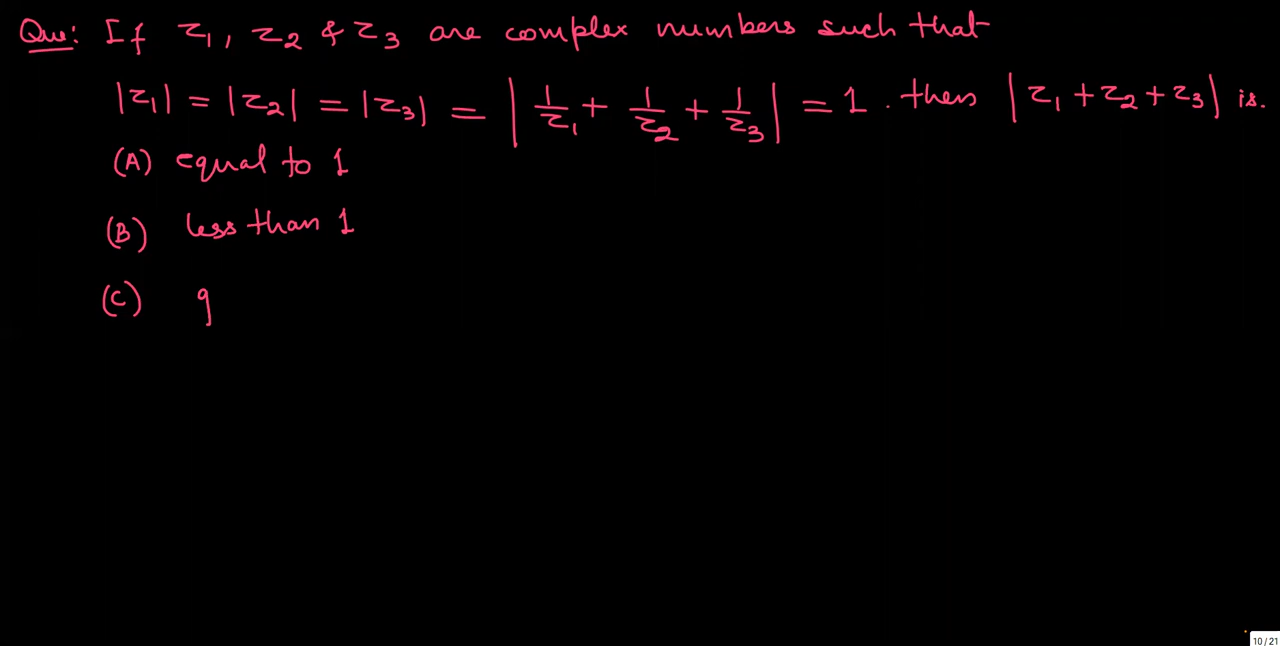 Que: If z₁, z₂ & z₃ are complex numbers such that
|z₁| = |z₂| = |z₃| = |1/z₁ + 1/z₂ + 1/z₃| = 1. then |z₁ + z₂ + z₃| is.
(A) equal to 1
(B) less than 1
(C) g
10/21